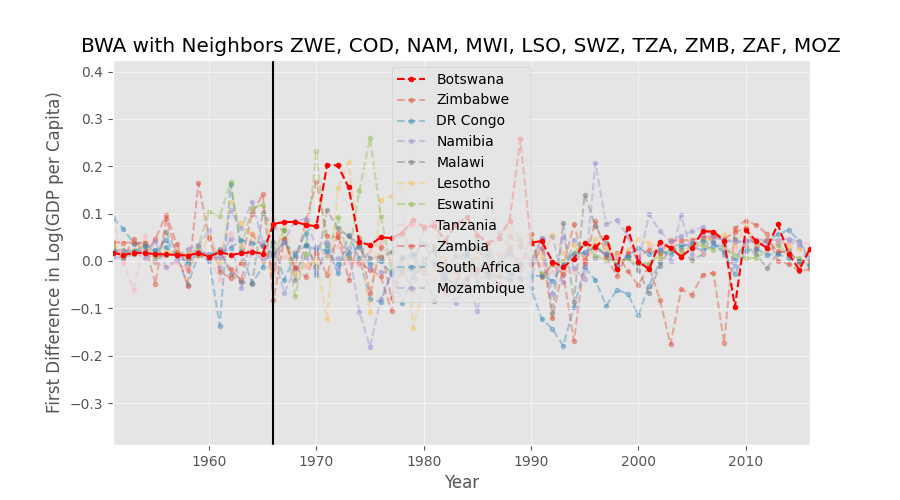 BWA with Neighbors ZWE, COD, NAM, MWI, LSO, SWZ, TZA, ZMB, ZAF, MOZ
First Difference in Log(GDP per Capita)
0.4
0.3
0.2
0.1
0.0
−0.1
−0.2
−0.3
Botswana
Zimbabwe
DR Congo
Namibia
Malawi
Lesotho
Eswatini
Tanzania
Zambia
South Africa
Mozambique
1960 1970 1980 1990 2000 2010
Year